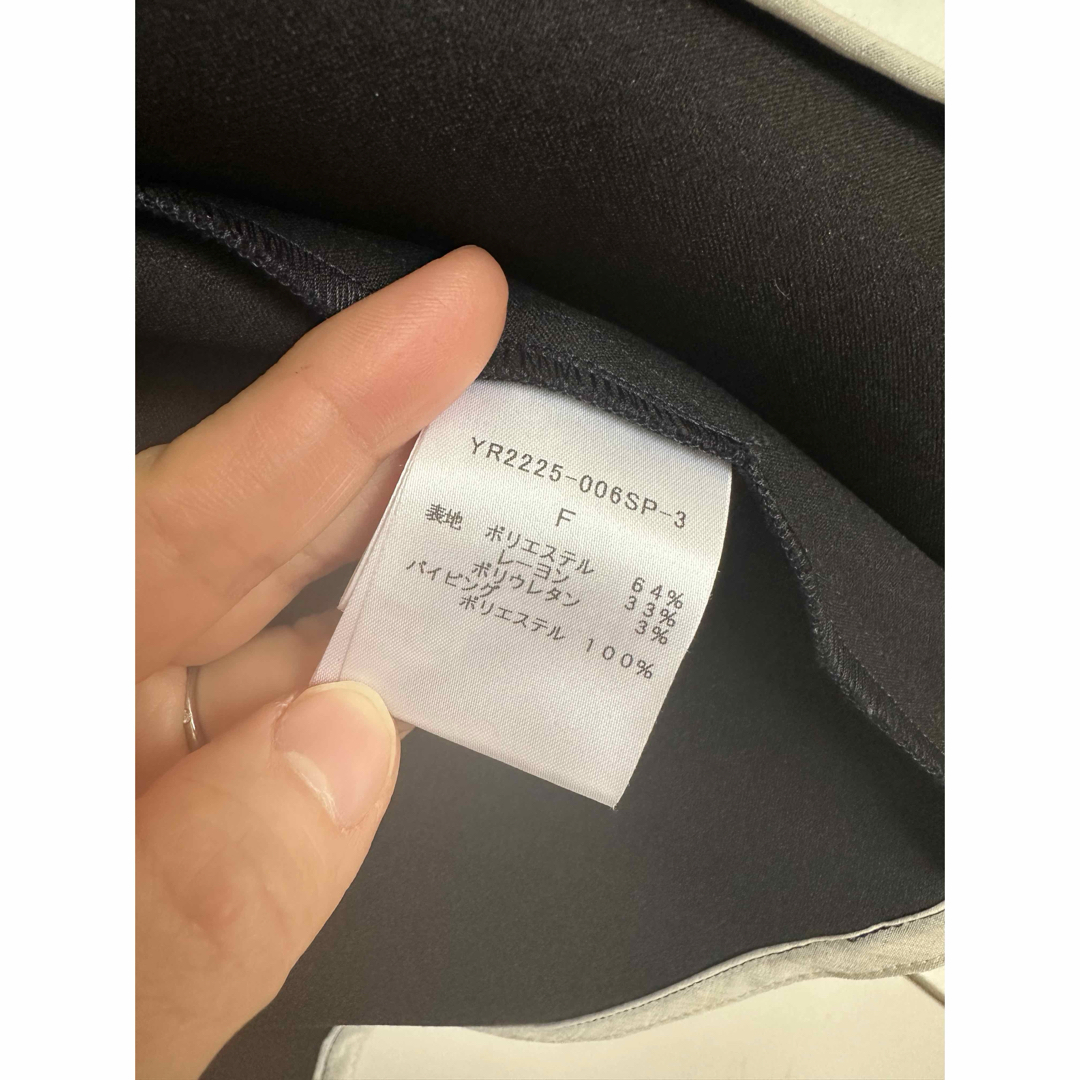 YR2225-006SP-3
F
表地 ポリエステル 64%
レーヨン 33%
ポリウレタン 3%
パイピング
ポリエステル 100%